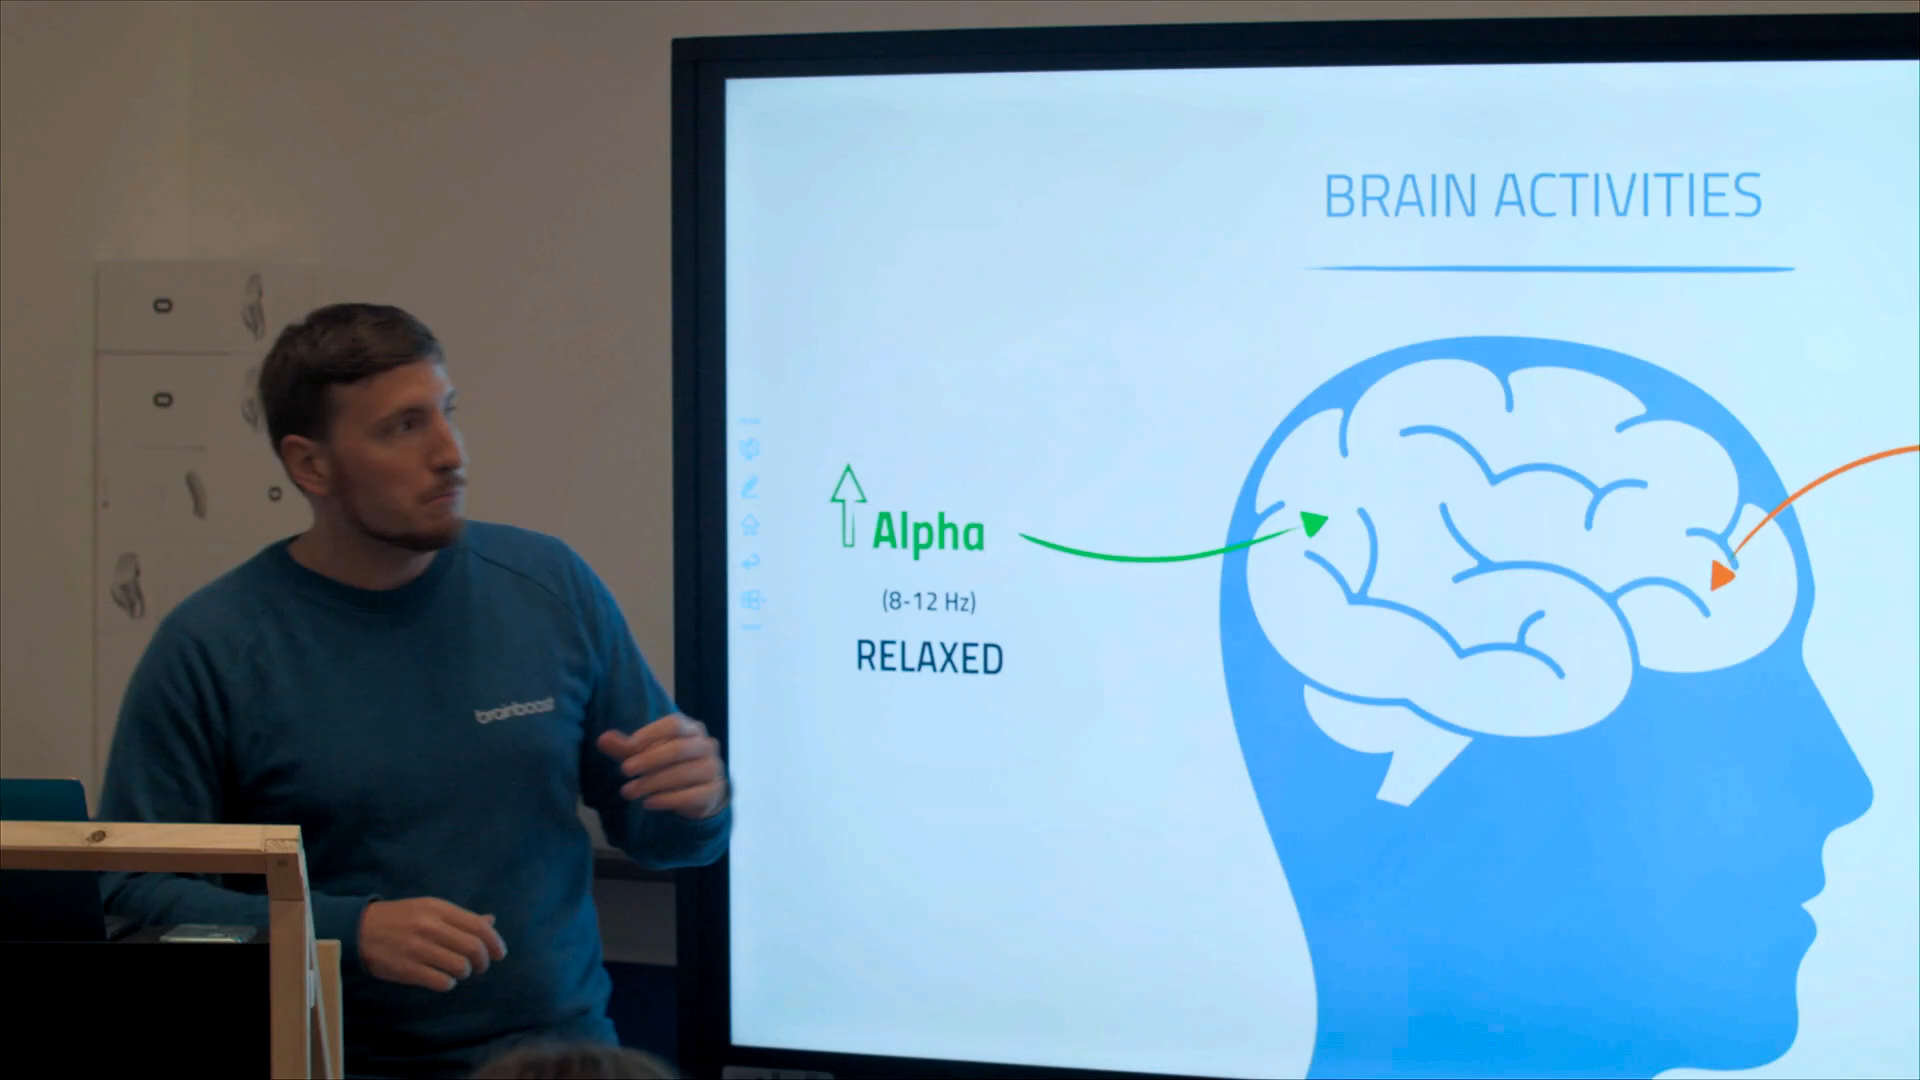 BRAIN ACTIVITIES
Alpha
(8-12 Hz)
RELAXED
brainboost